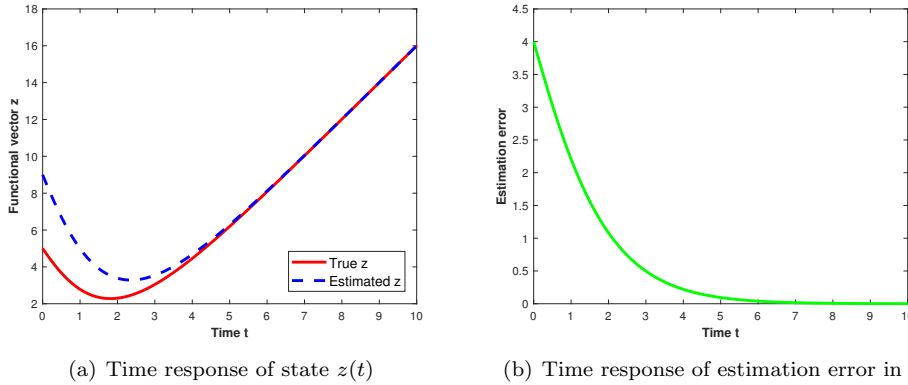 18
16
14
12
10
8
6
4
2
Functional vector z
0 1 2 3 4 5 6 7 8 9 10
Time t
True z
Estimated z
(a) Time response of state z(t)
4.5
4
3.5
3
2.5
2
1.5
1
0.5
0
Estimation error
0 1 2 3 4 5 6 7 8 9 10
Time t
(b) Time response of estimation error in